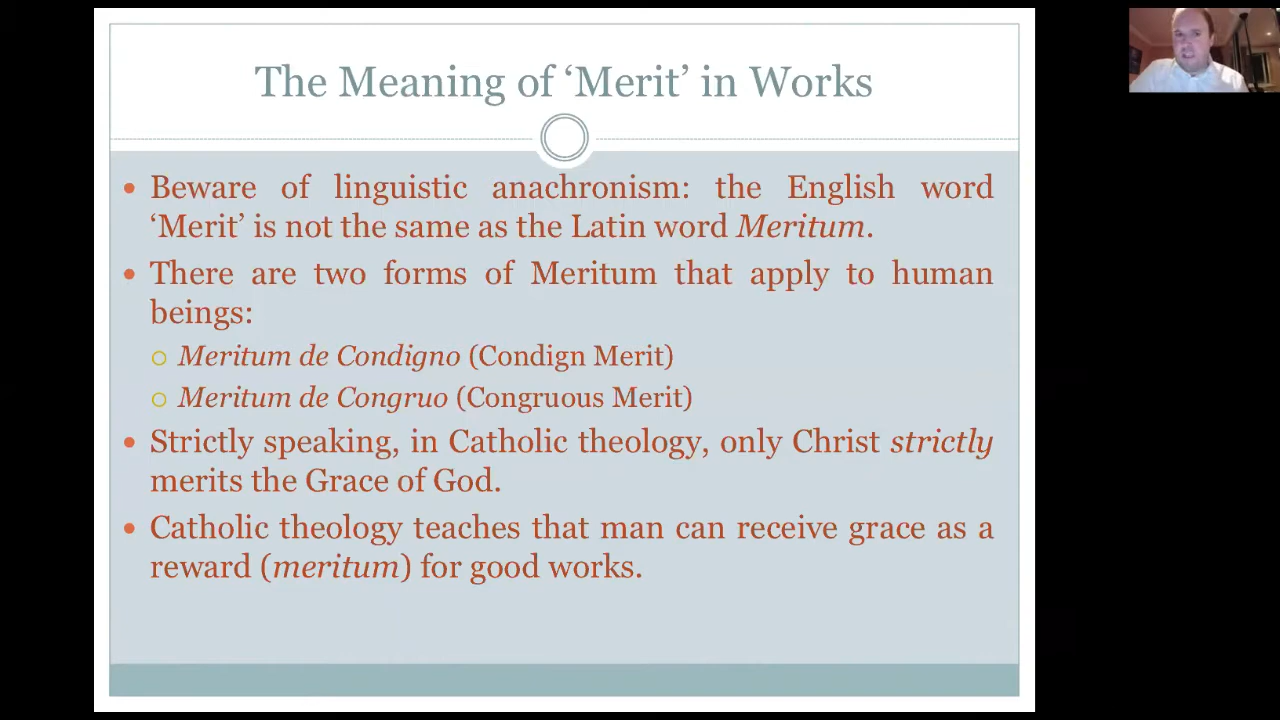 The Meaning of ‘Merit’ in Works
Beware of linguistic anachronism: the English word
‘Merit’ is not the same as the Latin word Meritum.
There are two forms of Meritum that apply to human
beings:
Meritum de Condigno (Condign Merit)
Meritum de Congruo (Congruous Merit)
Strictly speaking, in Catholic theology, only Christ strictly
merits the Grace of God.
Catholic theology teaches that man can receive grace as a
reward (meritum) for good works.